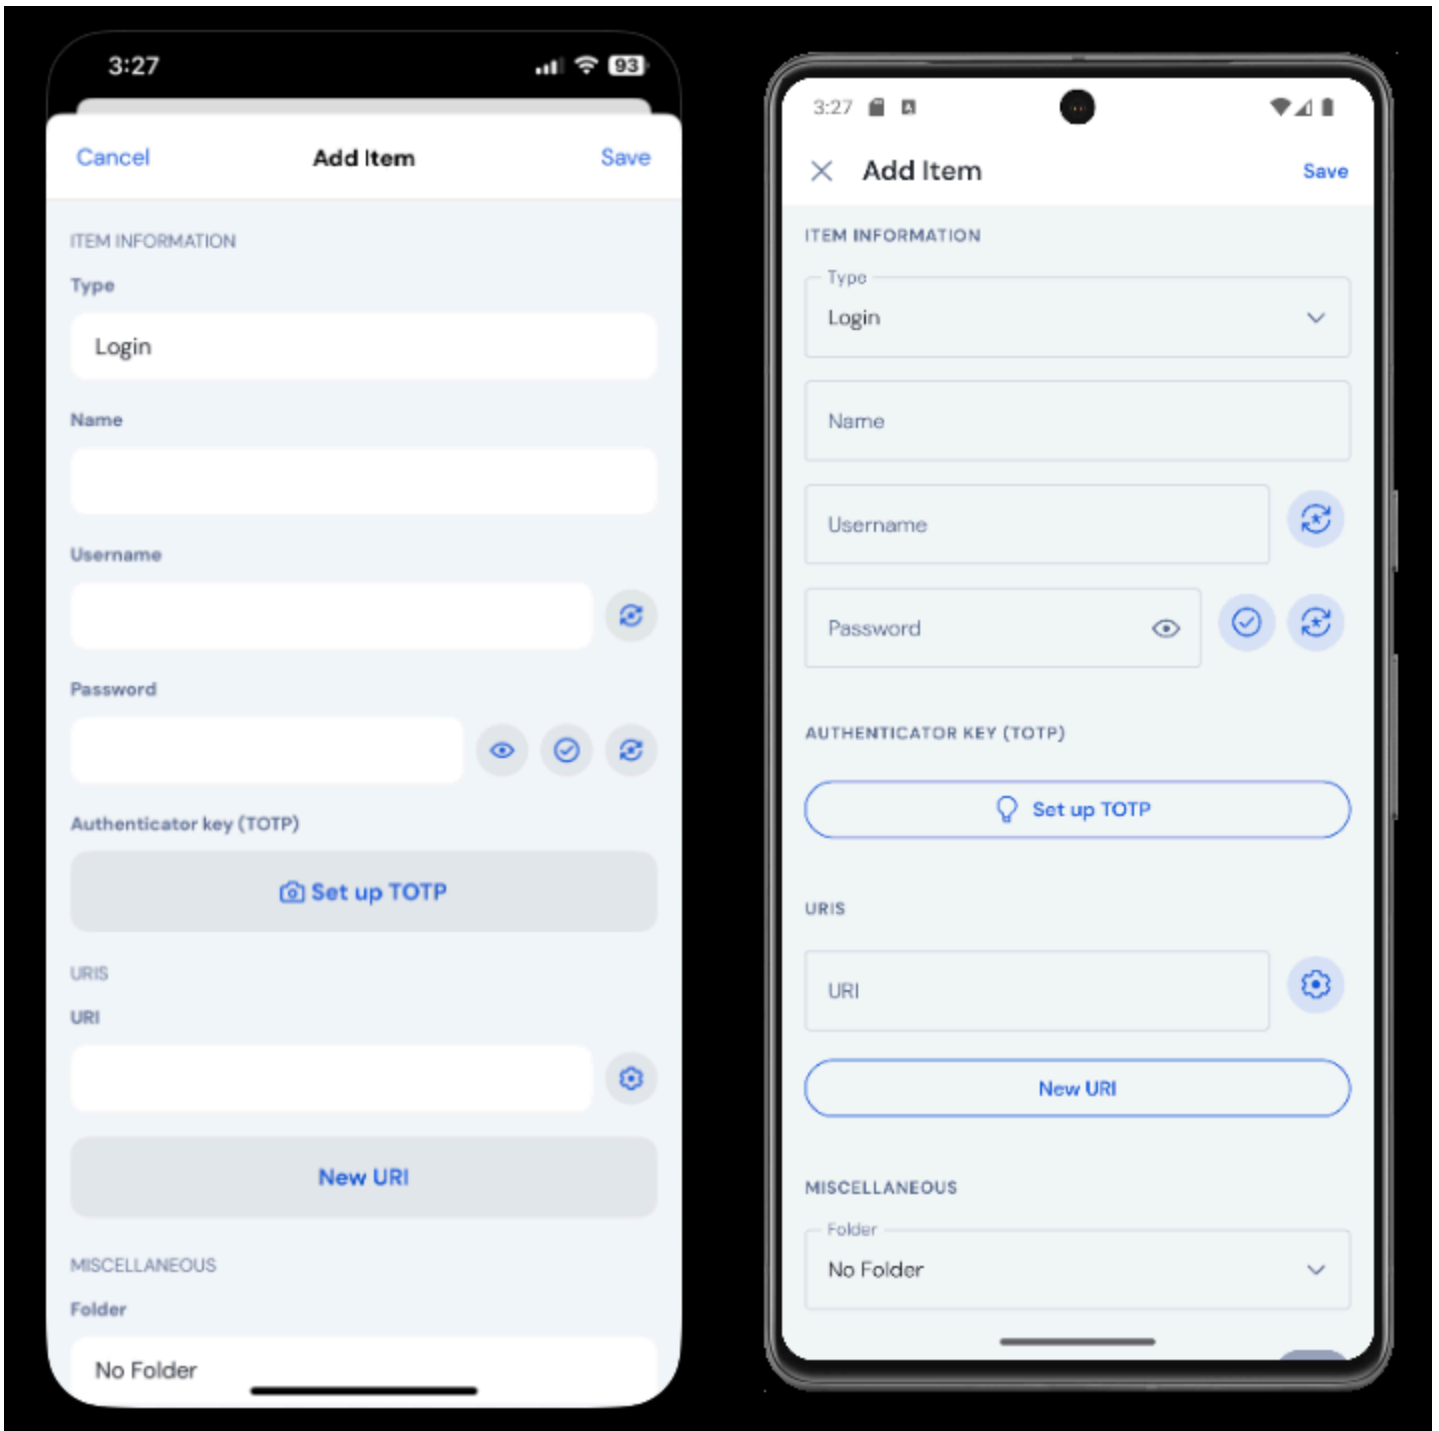 3:27
93
Cancel
Add Item
Save
ITEM INFORMATION
Type
Login
Name
Username
Password
Authenticator key (TOTP)
Set up TOTP
URIS
URI
New URI
MISCELLANEOUS
Folder
No Folder
3:27
Add Item
Save
ITEM INFORMATION
Type
Login
Name
Username
Password
AUTHENTICATOR KEY (TOTP)
Set up TOTP
URIS
URI
New URI
MISCELLANEOUS
Folder
No Folder